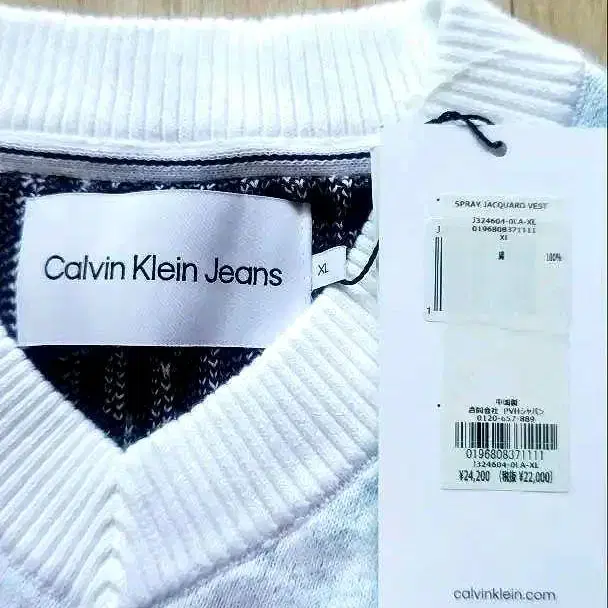 Calvin Klein Jeans
XL
SPRAY JACQUARD VEST
J324604-0LA-XL
0196808371111
XL
綿 100%
中国製
合同会社 PVHジャパン
0120-657-889
0196808371111
J324604-0LA-XL
¥24,200 (税抜 ¥22,000)
calvinklein.com